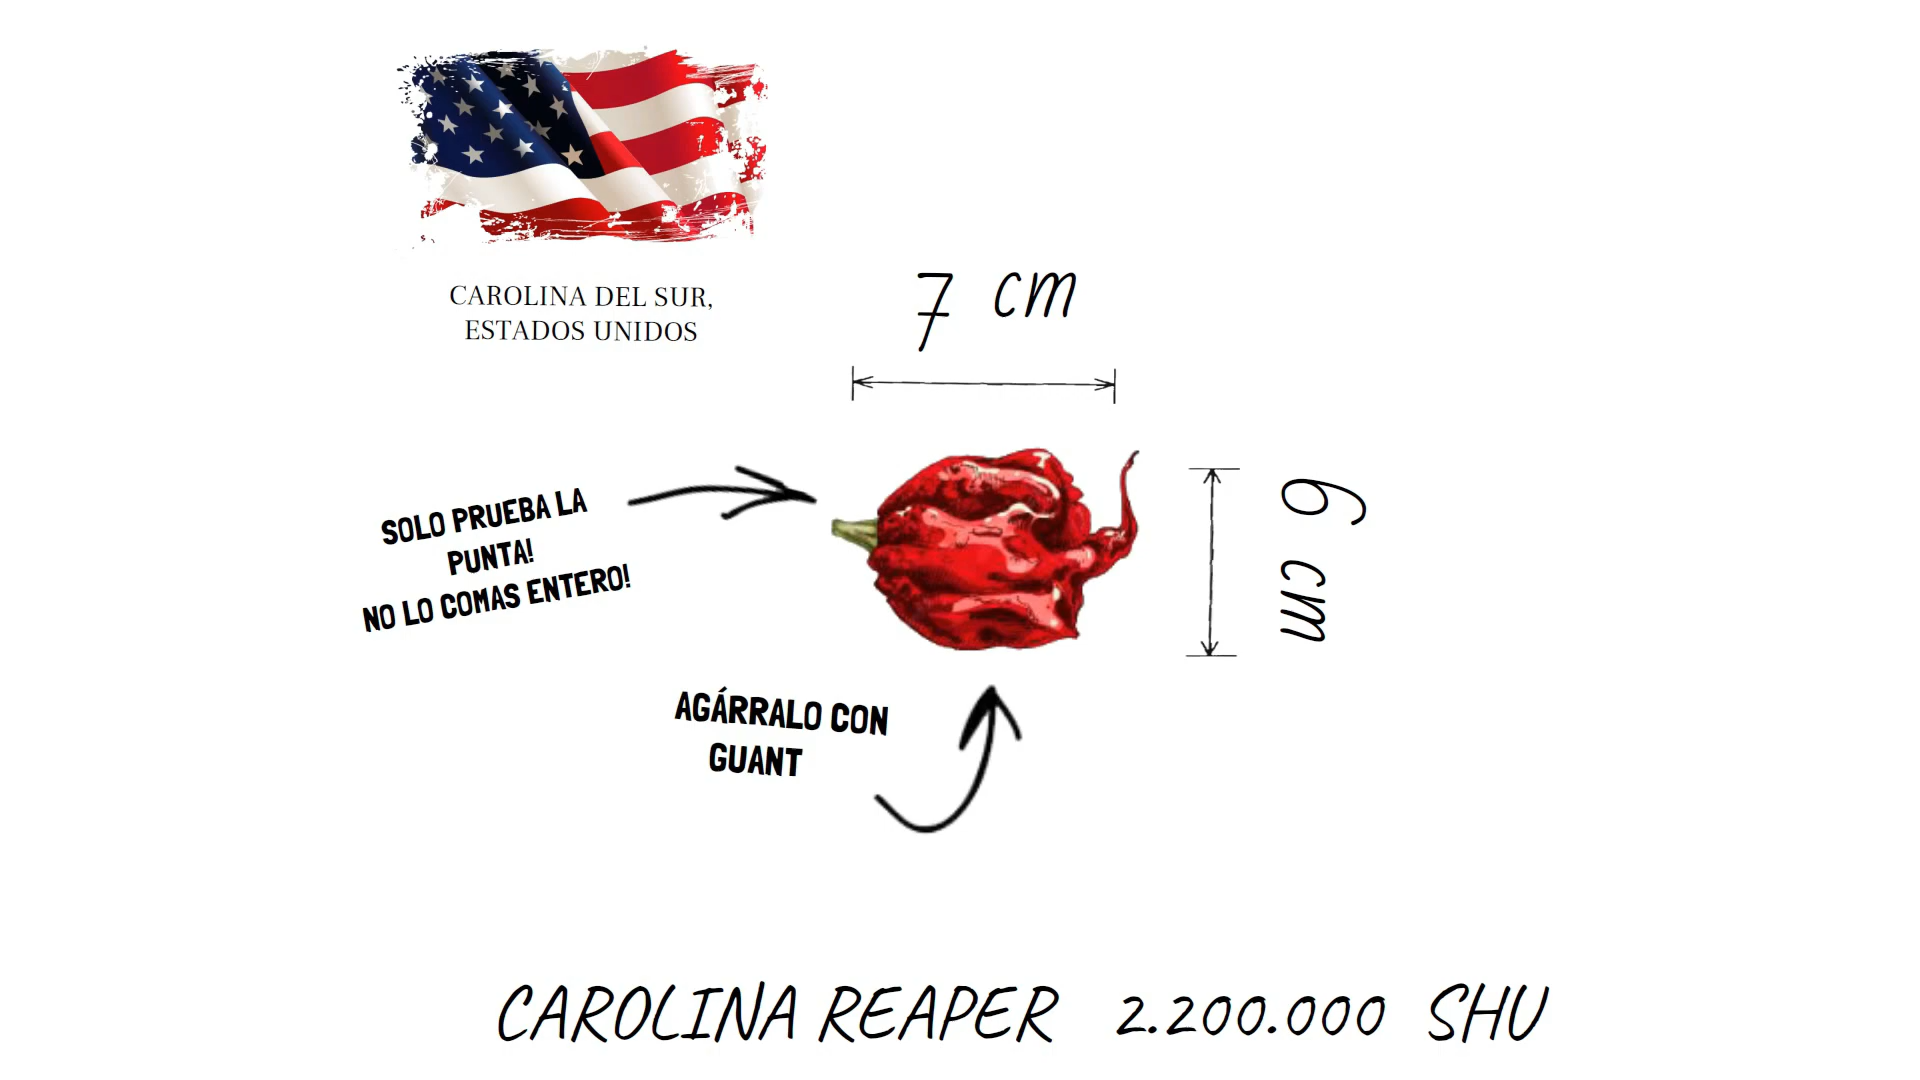 CAROLINA DEL SUR,
ESTADOS UNIDOS
7 cm
SOLO PRUEBA LA
PUNTA!
NO LO COMAS ENTERO!
6 cm
AGÁRRALO CON
GUANT
CAROLINA REAPER 2.200.000 SHU